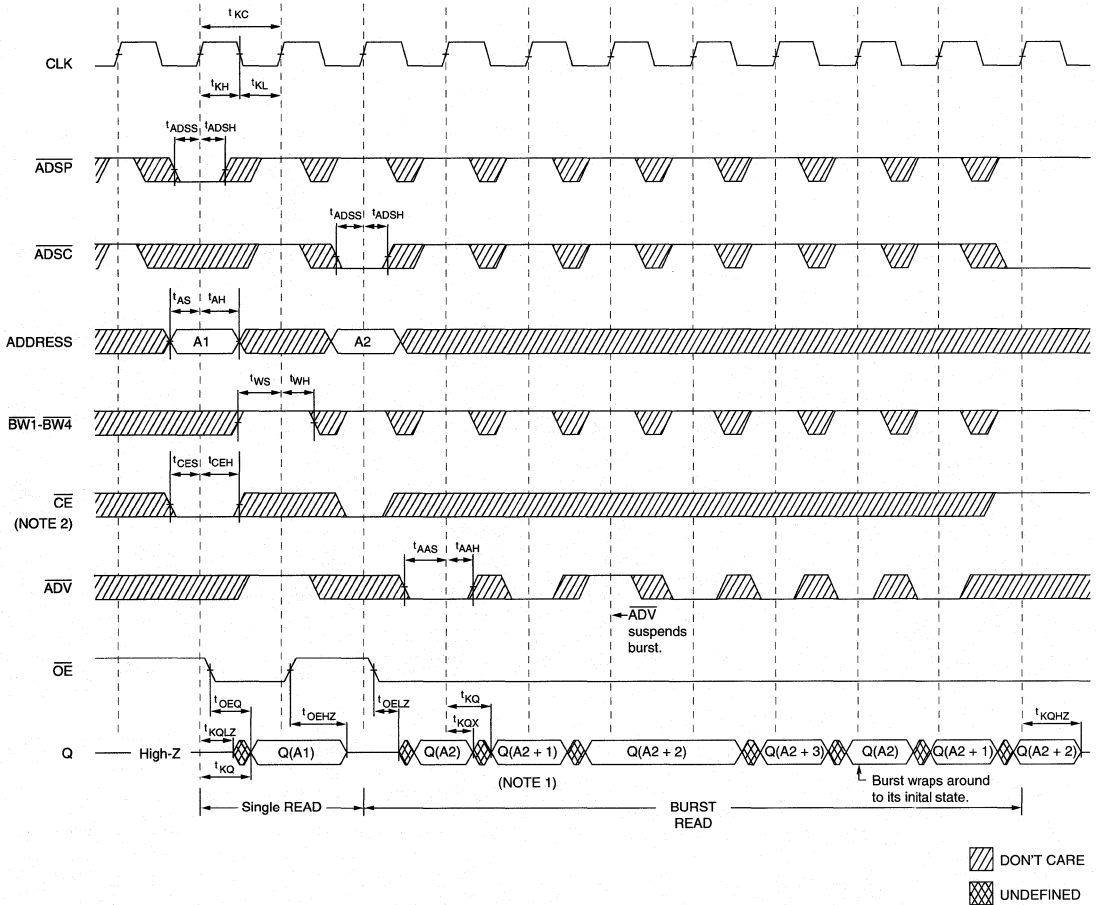 tKC
CLK
tKH tKL
tADSS tADSH
ADSP
tADSS tADSH
ADSC
tAS tAH
ADDRESS A1 A2
tWS tWH
BW1-BW4
tCES tCEH
CE
(NOTE 2)
tAAS tAAH
ADV
ADV
suspends
burst.
OE
tOEQ tOEHZ tOELZ tKQ
tKQLZ tKQX tKQHZ
Q High-Z Q(A1) Q(A2) Q(A2 + 1) Q(A2 + 2) Q(A2 + 3) Q(A2) Q(A2 + 1) Q(A2 + 2)
tKQ
(NOTE 1)
Burst wraps around
to its inital state.
Single READ BURST
READ
DON'T CARE
UNDEFINED